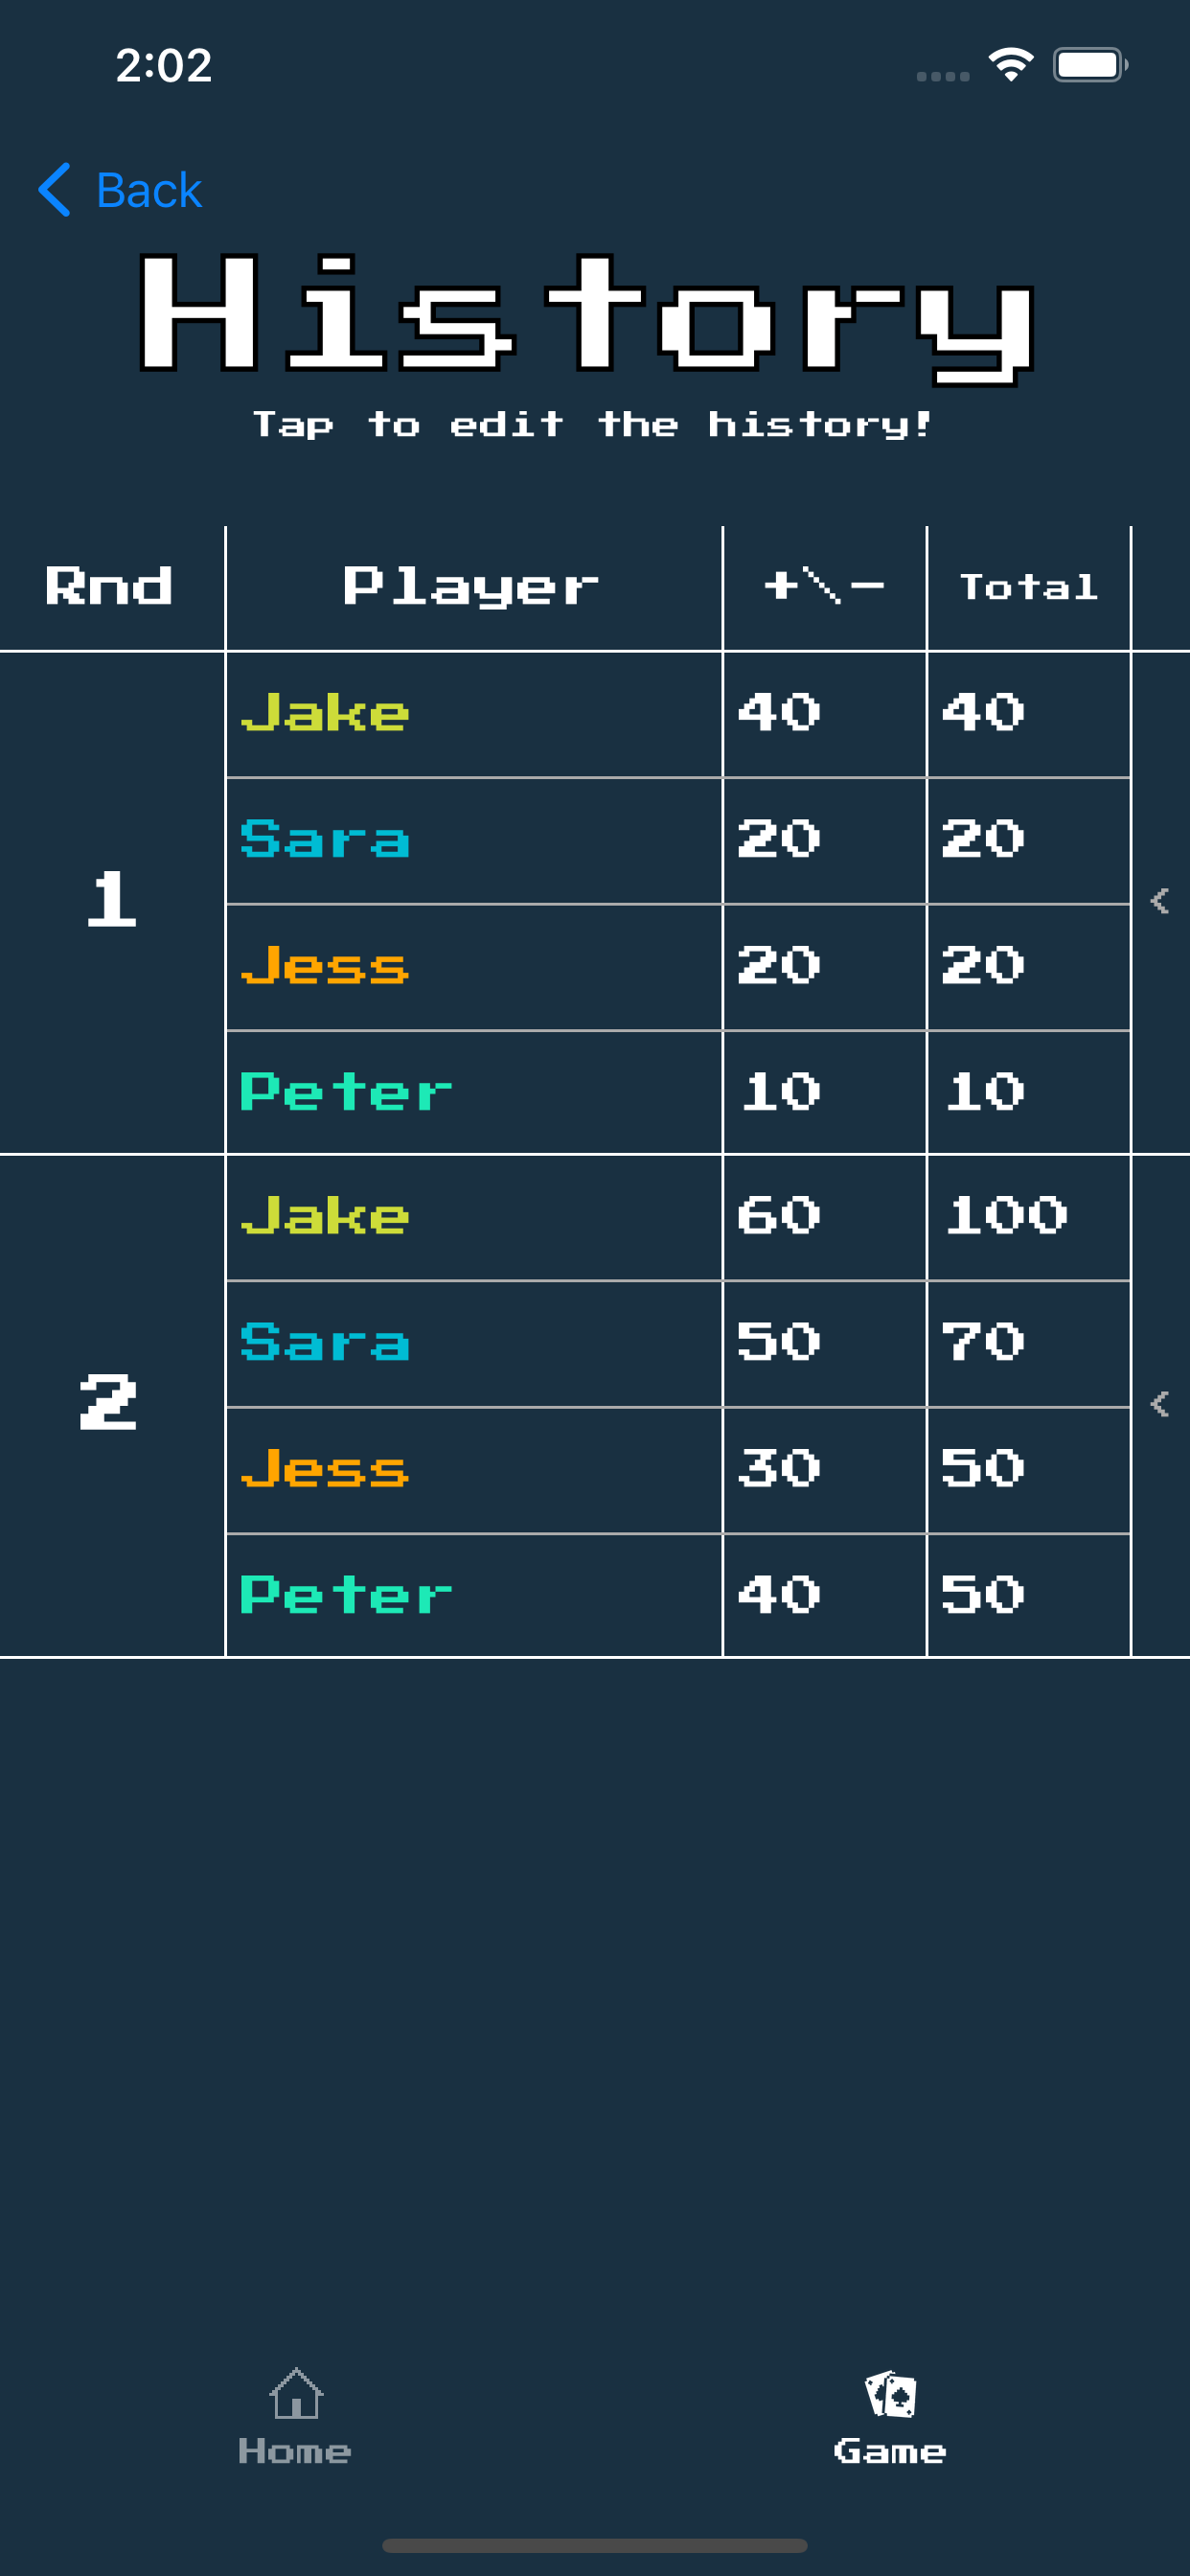 2:02
Back
History
Tap to edit the history!
Rnd Player +\- Total
1
Jake 40 40
Sara 20 20
Jess 20 20
Peter 10 10
2
Jake 60 100
Sara 50 70
Jess 30 50
Peter 40 50
Home Game